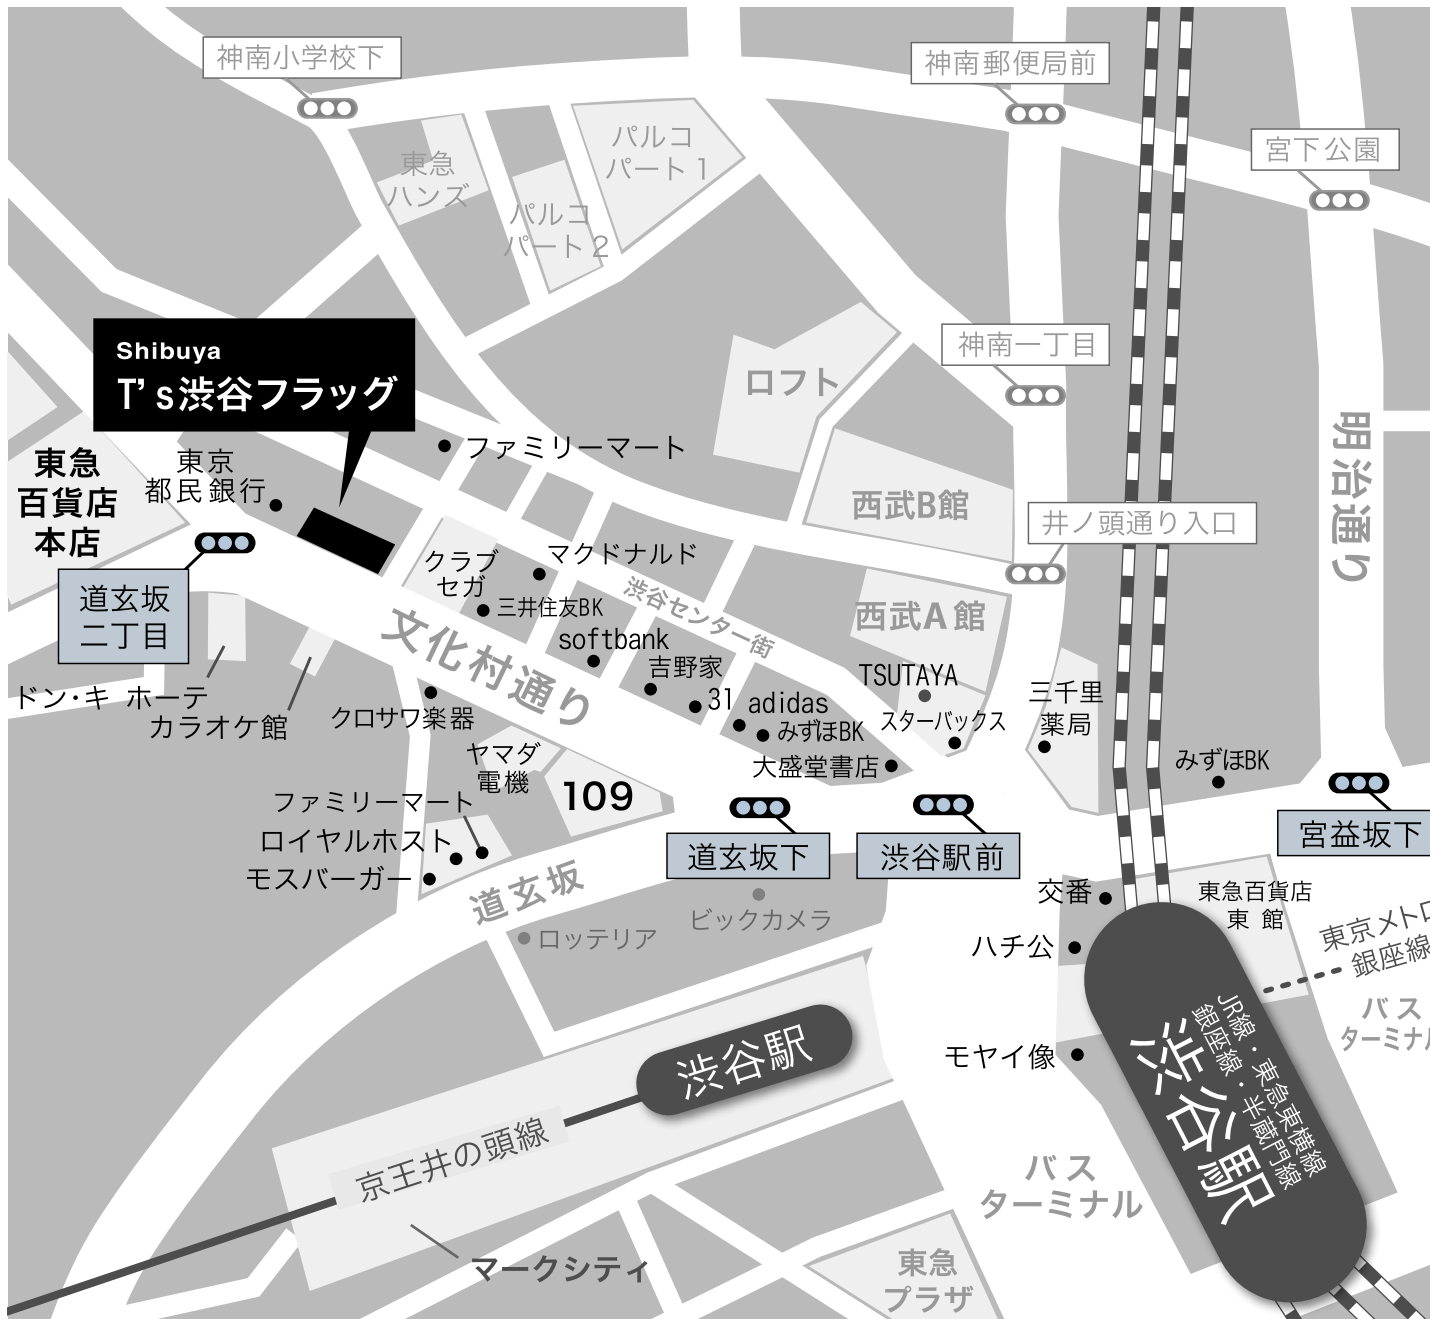 神南小学校下
神南郵便局前
宮下公園
東急
ハンズ
パルコ
パート1
パルコ
パート2
神南一丁目
Shibuya
T's渋谷フラッグ
ロフト
明治通り
東急
百貨店
本店
東京
都民銀行
ファミリーマート
西武B館
井ノ頭通り入口
道玄坂
二丁目
クラブ
セガ
マクドナルド
三井住友BK
渋谷センター街
西武A館
文化村通り
softbank
吉野家
31
adidas
みずほBK
大盛堂書店
TSUTAYA
スターバックス
三千里
薬局
みずほBK
ドン・キ ホーテ
カラオケ館
クロサワ楽器
ヤマダ
電機
109
ファミリーマート
ロイヤルホスト
モスバーガー
道玄坂下
渋谷駅前
宮益坂下
道玄坂
ロッテリア
ビックカメラ
交番
ハチ公
モヤイ像
東急百貨店
東 館
東京メトロ
銀座線
バス
ターミナル
渋谷駅
JR線・東急東横線
銀座線・半蔵門線
渋谷駅
京王井の頭線
マークシティ
バス
ターミナル
東急
プラザ